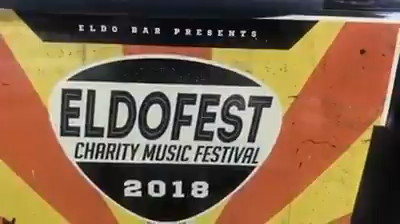 ELDO BAR PRESENTS
ELDOFEST
CHARITY MUSIC FESTIVAL
2018